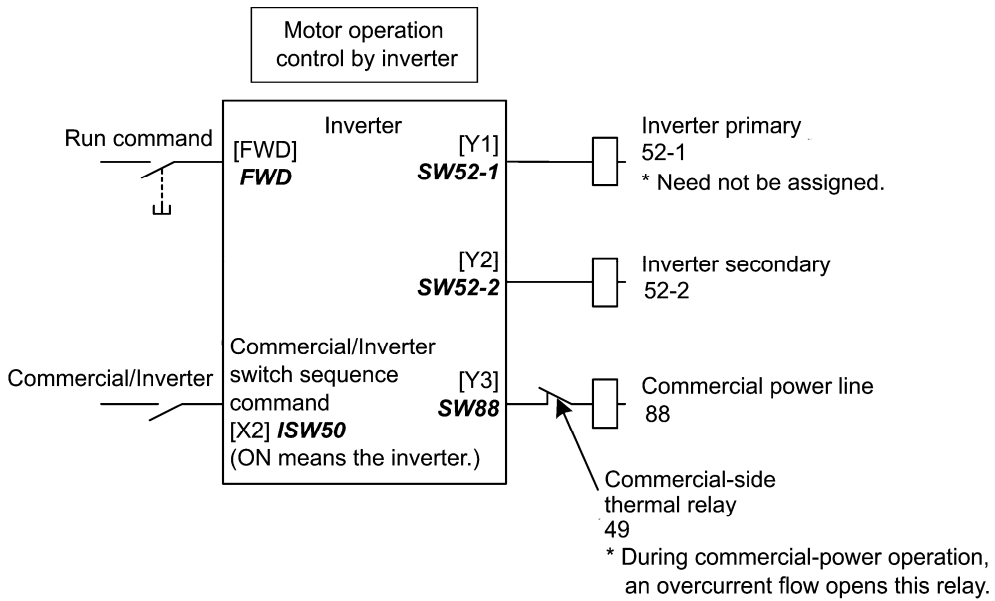 Motor operation
control by inverter
Inverter
Run command
[FWD]
FWD
[Y1]
SW52-1
Inverter primary
52-1
* Need not be assigned.
[Y2]
SW52-2
Inverter secondary
52-2
Commercial/Inverter
Commercial/Inverter
switch sequence
command
[X2] ISW50
(ON means the inverter.)
[Y3]
SW88
Commercial power line
88
Commercial-side
thermal relay
49
* During commercial-power operation,
an overcurrent flow opens this relay.